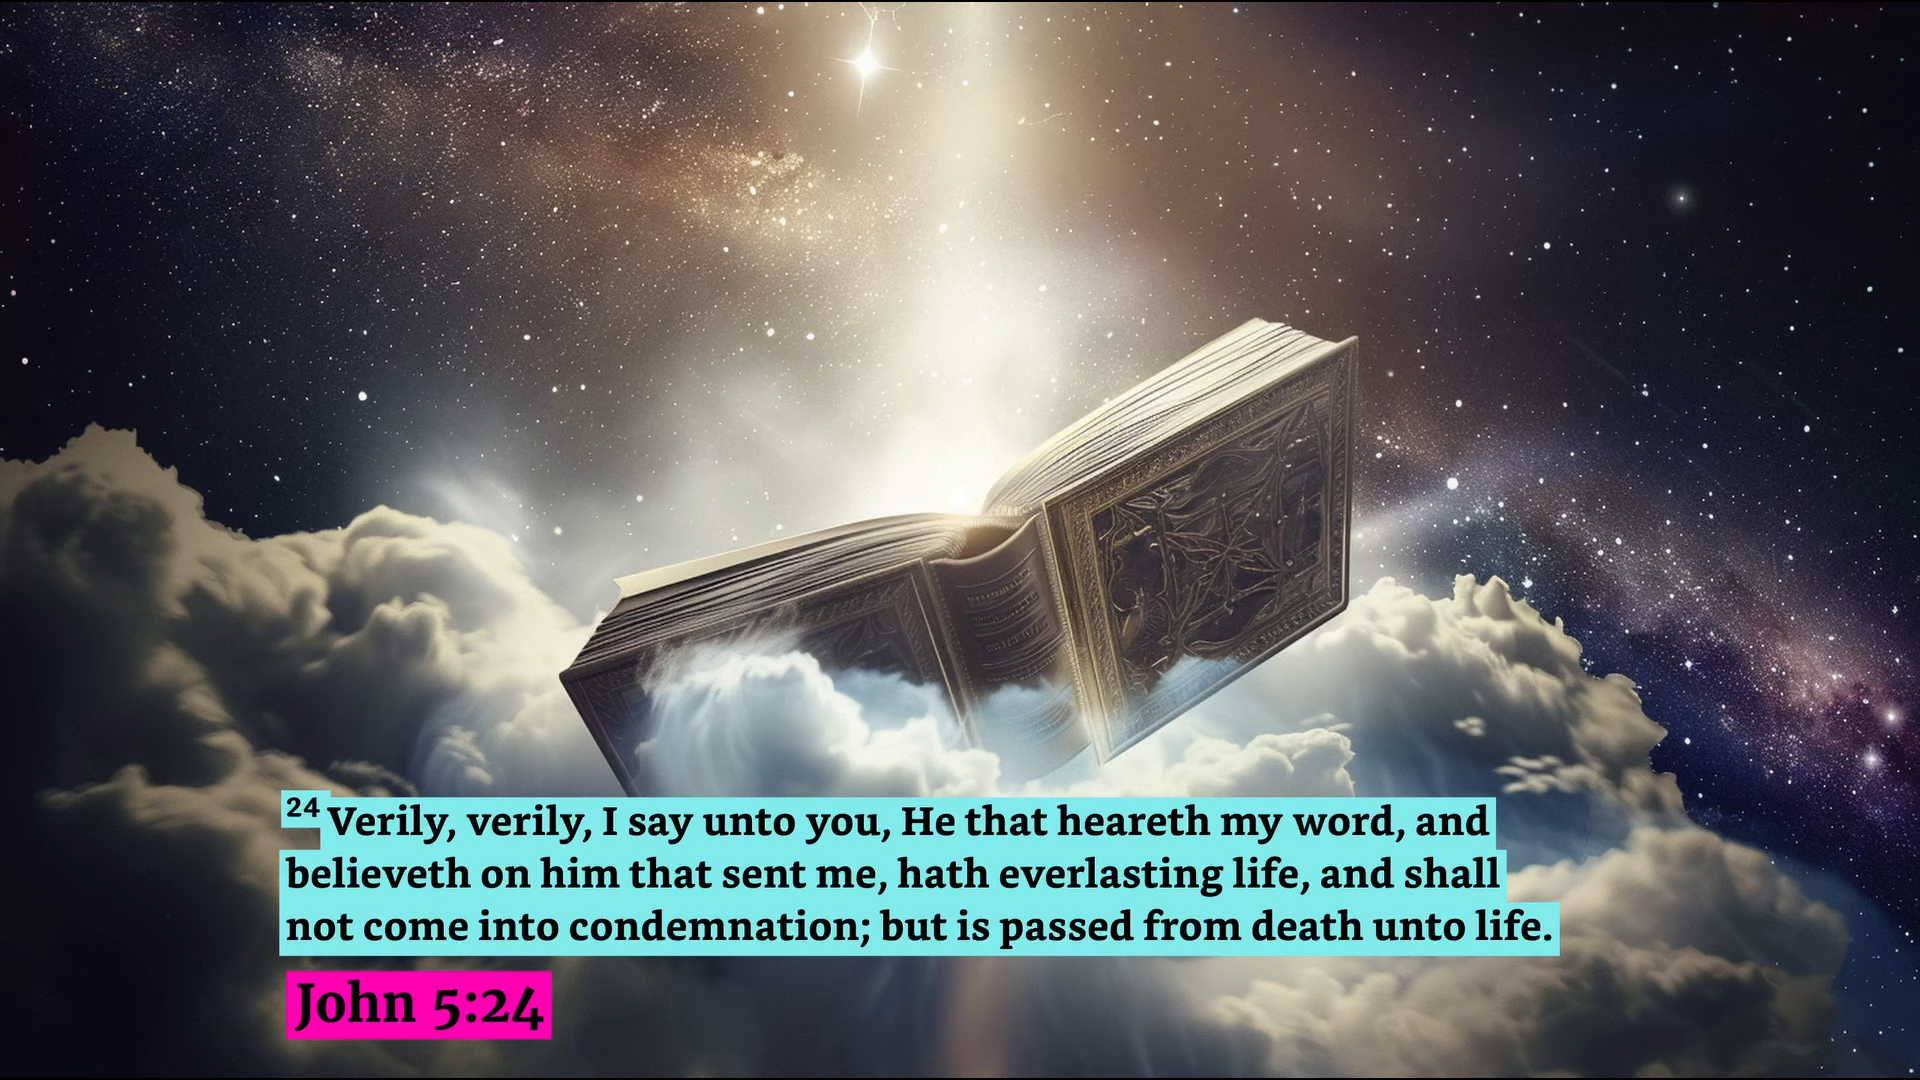 24 Verily, verily, I say unto you, He that heareth my word, and
believeth on him that sent me, hath everlasting life, and shall
not come into condemnation; but is passed from death unto life.
John 5:24